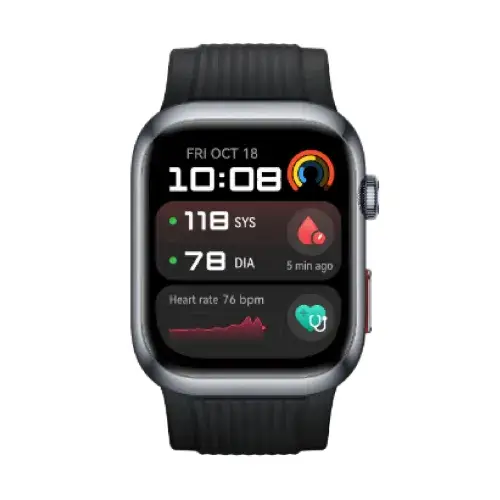 FRI OCT 18
10:08
118 SYS
78 DIA
5 min ago
Heart rate 76 bpm